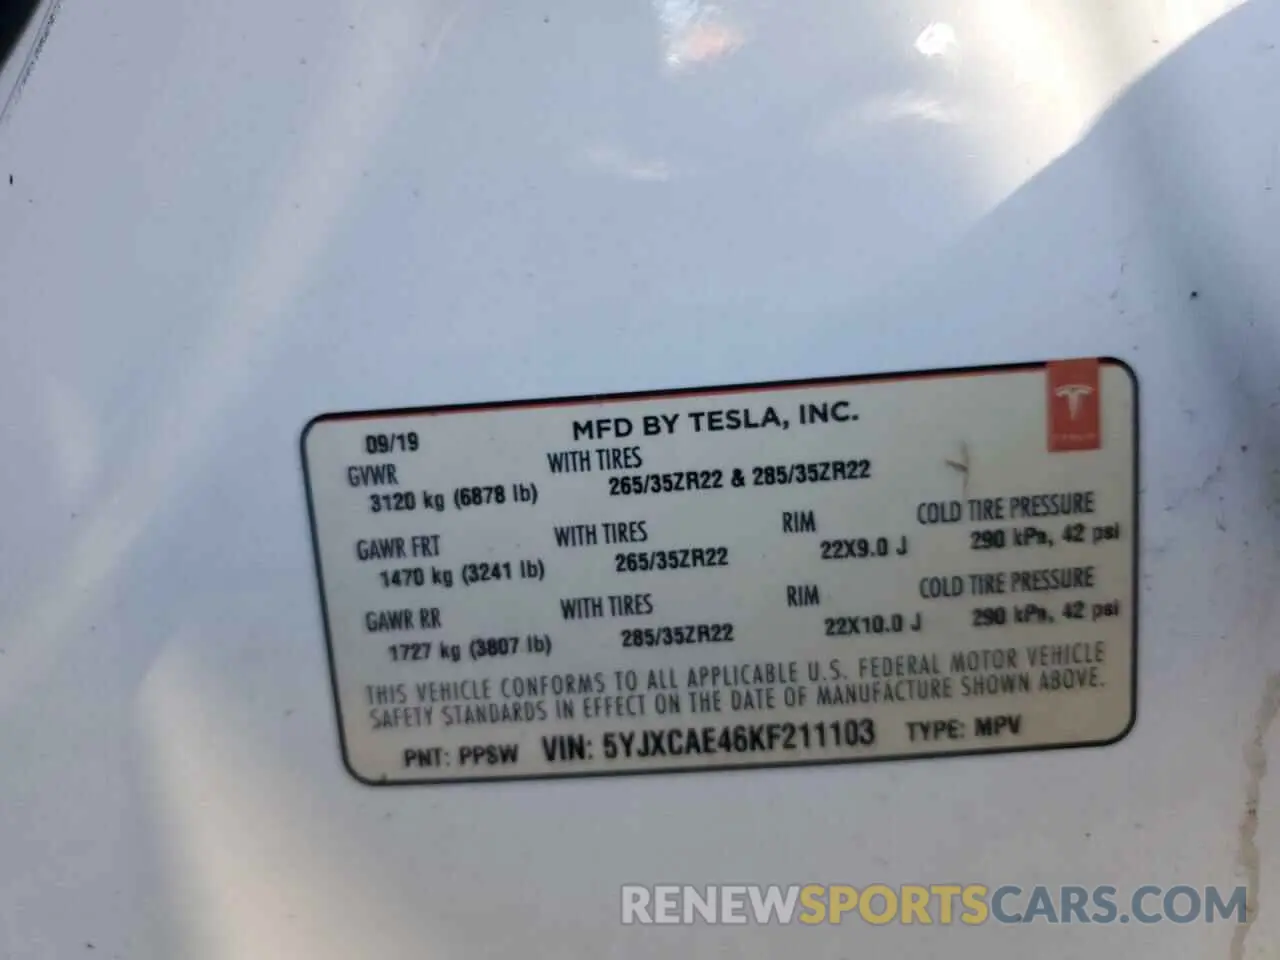 MFD BY TESLA, INC.
09/19
GVWR WITH TIRES
3120 kg (6878 lb) 265/35ZR22 & 285/35ZR22
GAWR FRT WITH TIRES RIM COLD TIRE PRESSURE
1470 kg (3241 lb) 265/35ZR22 22X9.0 J 290 kPa, 42 psi
GAWR RR WITH TIRES RIM COLD TIRE PRESSURE
1727 kg (3807 lb) 285/35ZR22 22X10.0 J 290 kPa, 42 psi
THIS VEHICLE CONFORMS TO ALL APPLICABLE U.S. FEDERAL MOTOR VEHICLE
SAFETY STANDARDS IN EFFECT ON THE DATE OF MANUFACTURE SHOWN ABOVE.
PNT: PPSW VIN: 5YJXCAE46KF211103 TYPE: MPV
RENEWSPORTSCARS.COM